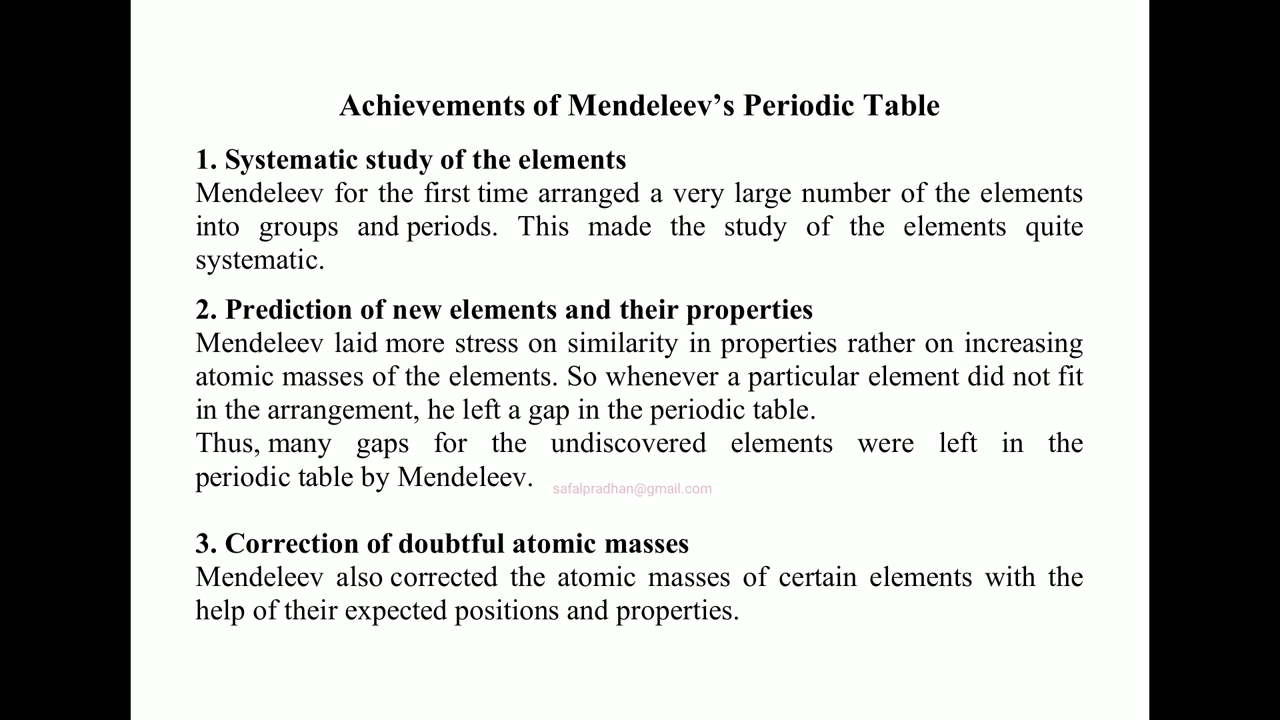 Achievements of Mendeleev’s Periodic Table
1. Systematic study of the elements
Mendeleev for the first time arranged a very large number of the elements
into groups and periods. This made the study of the elements quite
systematic.
2. Prediction of new elements and their properties
Mendeleev laid more stress on similarity in properties rather on increasing
atomic masses of the elements. So whenever a particular element did not fit
in the arrangement, he left a gap in the periodic table.
Thus, many gaps for the undiscovered elements were left in the
periodic table by Mendeleev.
safalpradhan@gmail.com
3. Correction of doubtful atomic masses
Mendeleev also corrected the atomic masses of certain elements with the
help of their expected positions and properties.